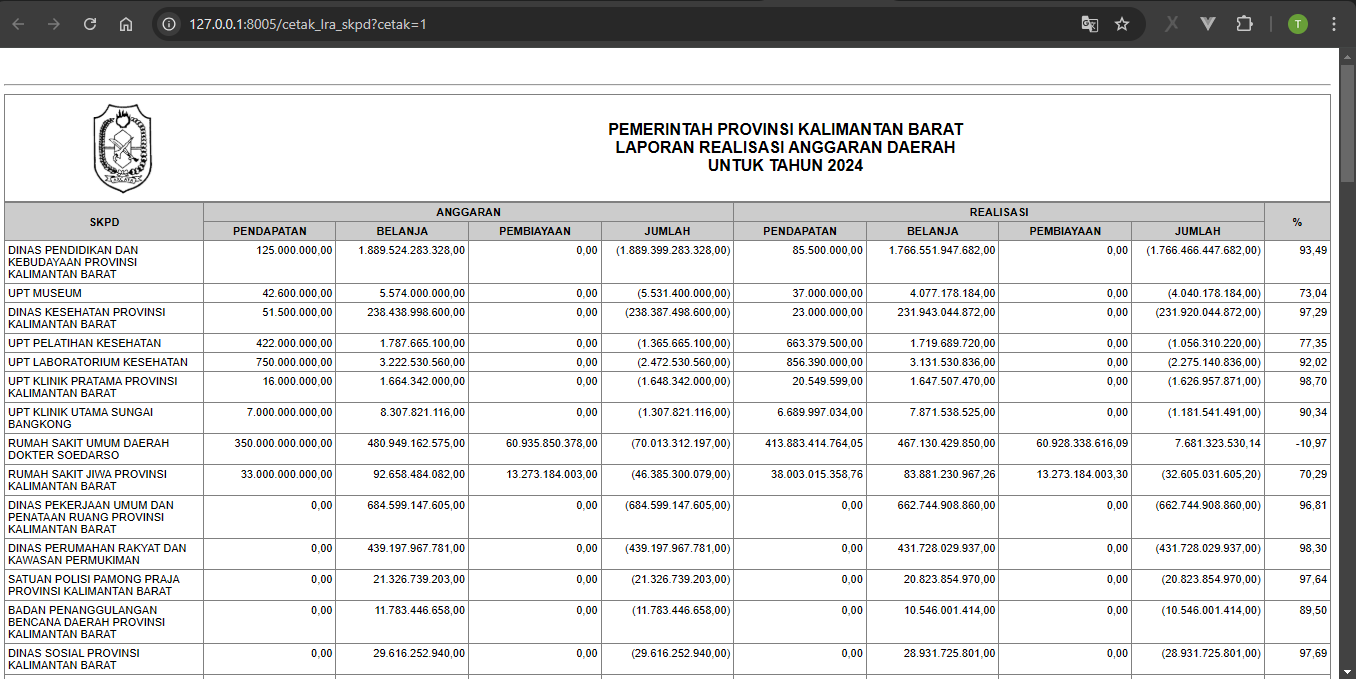 127.0.0.1:8005/cetak_lra_skpd?cetak=1
T
PEMERINTAH PROVINSI KALIMANTAN BARAT
LAPORAN REALISASI ANGGARAN DAERAH
UNTUK TAHUN 2024
SKPD ANGGARAN REALISASI %
PENDAPATAN BELANJA PEMBIAYAAN JUMLAH PENDAPATAN BELANJA PEMBIAYAAN JUMLAH
DINAS PENDIDIKAN DAN 125.000.000,00 1.889.524.283.328,00 0,00 (1.889.399.283.328,00) 85.500.000,00 1.766.551.947.682,00 0,00 (1.766.466.447.682,00) 93,49
KEBUDAYAAN PROVINSI
KALIMANTAN BARAT
UPT MUSEUM 42.600.000,00 5.574.000.000,00 0,00 (5.531.400.000,00) 37.000.000,00 4.077.178.184,00 0,00 (4.040.178.184,00) 73,04
DINAS KESEHATAN PROVINSI 51.500.000,00 238.438.998.600,00 0,00 (238.387.498.600,00) 23.000.000,00 231.943.044.872,00 0,00 (231.920.044.872,00) 97,29
KALIMANTAN BARAT
UPT PELATIHAN KESEHATAN 422.000.000,00 1.787.665.100,00 0,00 (1.365.665.100,00) 663.379.500,00 1.719.689.720,00 0,00 (1.056.310.220,00) 77,35
UPT LABORATORIUM KESEHATAN 750.000.000,00 3.222.530.560,00 0,00 (2.472.530.560,00) 856.390.000,00 3.131.530.836,00 0,00 (2.275.140.836,00) 92,02
UPT KLINIK PRATAMA PROVINSI 16.000.000,00 1.664.342.000,00 0,00 (1.648.342.000,00) 20.549.599,00 1.647.507.470,00 0,00 (1.626.957.871,00) 98,70
KALIMANTAN BARAT
UPT KLINIK UTAMA SUNGAI 7.000.000.000,00 8.307.821.116,00 0,00 (1.307.821.116,00) 6.689.997.034,00 7.871.538.525,00 0,00 (1.181.541.491,00) 90,34
BANGKONG
RUMAH SAKIT UMUM DAERAH 350.000.000.000,00 480.949.162.575,00 60.935.850.378,00 (70.013.312.197,00) 413.883.414.764,05 467.130.429.850,00 60.928.338.616,09 7.681.323.530,14 -10,97
DOKTER SOEDARSO
RUMAH SAKIT JIWA PROVINSI 33.000.000.000,00 92.658.484.082,00 13.273.184.003,00 (46.385.300.079,00) 38.003.015.358,76 83.881.230.967,26 13.273.184.003,30 (32.605.031.605,20) 70,29
KALIMANTAN BARAT
DINAS PEKERJAAN UMUM DAN 0,00 684.599.147.605,00 0,00 (684.599.147.605,00) 0,00 662.744.908.860,00 0,00 (662.744.908.860,00) 96,81
PENATAAN RUANG PROVINSI
KALIMANTAN BARAT
DINAS PERUMAHAN RAKYAT DAN 0,00 439.197.967.781,00 0,00 (439.197.967.781,00) 0,00 431.728.029.937,00 0,00 (431.728.029.937,00) 98,30
KAWASAN PERMUKIMAN
SATUAN POLISI PAMONG PRAJA 0,00 21.326.739.203,00 0,00 (21.326.739.203,00) 0,00 20.823.854.970,00 0,00 (20.823.854.970,00) 97,64
PROVINSI KALIMANTAN BARAT
BADAN PENANGGULANGAN 0,00 11.783.446.658,00 0,00 (11.783.446.658,00) 0,00 10.546.001.414,00 0,00 (10.546.001.414,00) 89,50
BENCANA DAERAH PROVINSI
KALIMANTAN BARAT
DINAS SOSIAL PROVINSI 0,00 29.616.252.940,00 0,00 (29.616.252.940,00) 0,00 28.931.725.801,00 0,00 (28.931.725.801,00) 97,69
KALIMANTAN BARAT